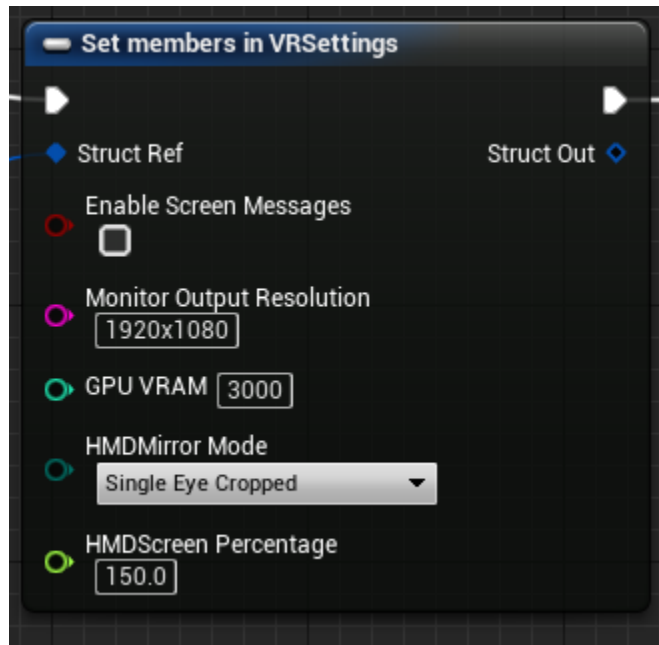 Set members in VRSettings
Struct Ref
Struct Out
Enable Screen Messages
Monitor Output Resolution
1920x1080
GPU VRAM 3000
HMDMirror Mode
Single Eye Cropped
HMDScreen Percentage
150.0